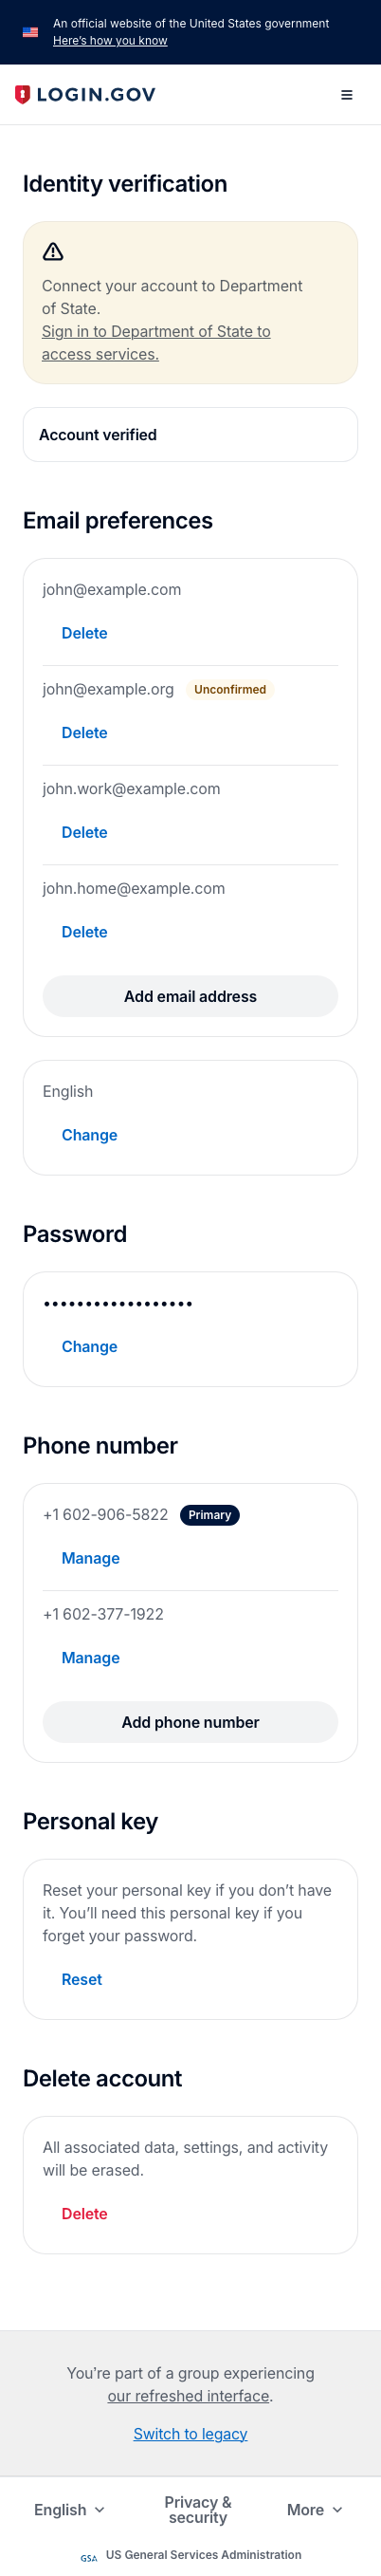 An official website of the United States government
Here's how you know
LOGIN.GOV
Identity verification
Connect your account to Department
of State.
Sign in to Department of State to
access services.
Account verified
Email preferences
john@example.com
Delete
john@example.org Unconfirmed
Delete
john.work@example.com
Delete
john.home@example.com
Delete
Add email address
English
Change
Password
••••••••••••••••••
Change
Phone number
+1 602-906-5822 Primary
Manage
+1 602-377-1922
Manage
Add phone number
Personal key
Reset your personal key if you don’t have
it. You’ll need this personal key if you
forget your password.
Reset
Delete account
All associated data, settings, and activity
will be erased.
Delete
You're part of a group experiencing
our refreshed interface.
Switch to legacy
English
Privacy &
security
More
GSA US General Services Administration